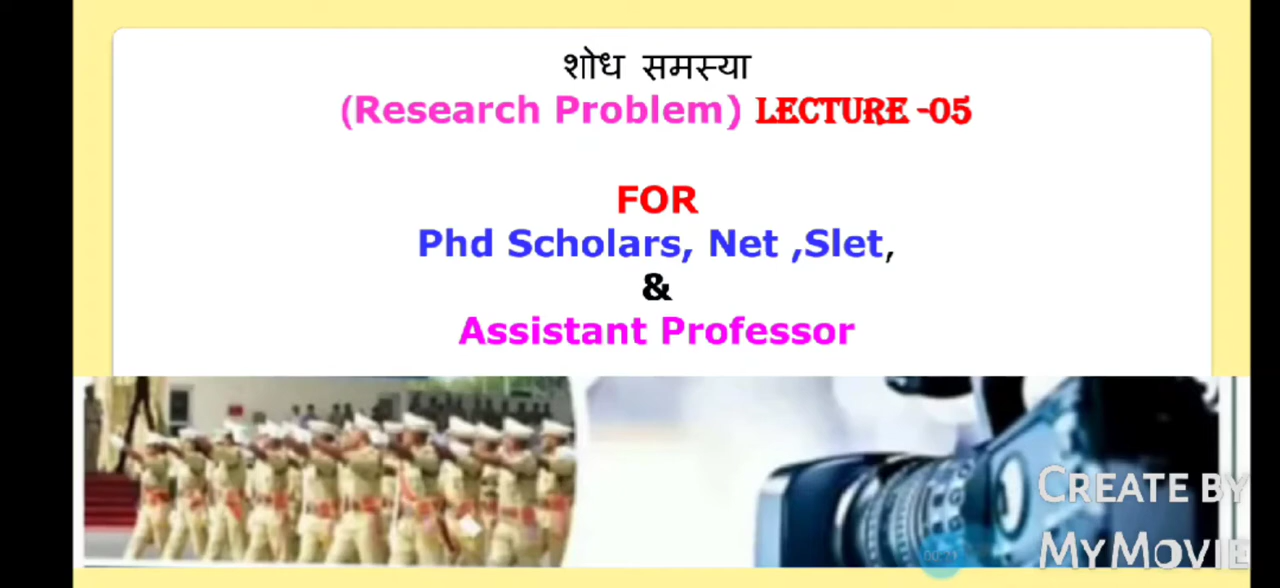 शोध समस्या
(Research Problem) LECTURE -05
FOR
Phd Scholars, Net ,Slet,
&
Assistant Professor
CREATE BY
MYMOVIE